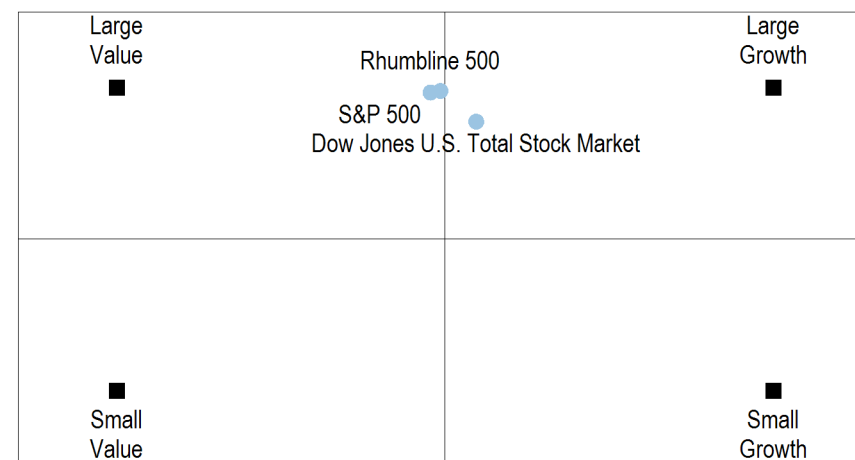 Large
Value
Large
Growth
Rhumbline 500
S&P 500
Dow Jones U.S. Total Stock Market
Small
Value
Small
Growth